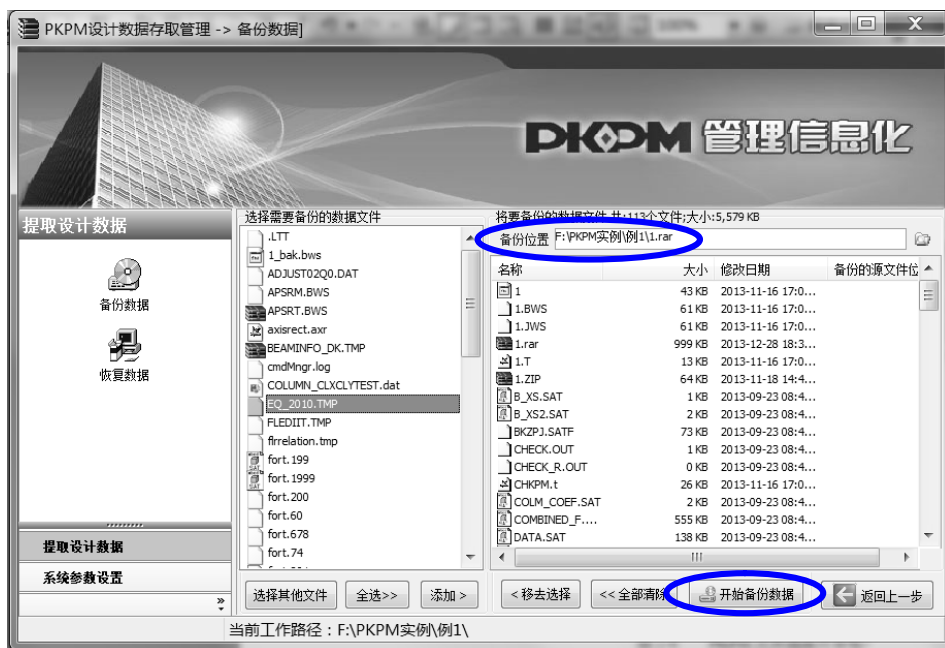 PKPM设计数据存取管理 -> 备份数据]
PKPM 管理信息化
提取设计数据
备份数据
恢复数据
提取设计数据
系统参数设置
选择需要备份的数据文件
.LTT
1_bak.bws
ADJUST02Q0.DAT
APSRM.BWS
APSRT.BWS
axisrect.axr
BEAMINFO_DK.TMP
cmdMngr.log
COLUMN_CLXCLYTEST.dat
EQ_2010.TMP
FLEDIIT.TMP
flrrelation.tmp
fort.199
fort.1999
fort.200
fort.60
fort.678
fort.74
选择其他文件 全选>> 添加 >
将要备份的数据文件 共:113个文件;大小:5,579 KB
备份位置 F:\PKPM实例\例1\1.rar
名称 大小 修改日期 备份的源文件位
1 43 KB 2013-11-16 17:0...
1.BWS 61 KB 2013-11-16 17:0...
1.JWS 61 KB 2013-11-16 17:0...
1.rar 999 KB 2013-12-28 18:3...
1.T 13 KB 2013-11-16 17:0...
1.ZIP 64 KB 2013-11-18 14:4...
B_XS.SAT 1 KB 2013-09-23 08:4...
B_XS2.SAT 2 KB 2013-09-23 08:4...
BKZPJ.SATF 73 KB 2013-09-23 08:4...
CHECK.OUT 1 KB 2013-09-23 08:4...
CHECK_R.OUT 0 KB 2013-09-23 08:4...
CHKPM.t 26 KB 2013-11-16 17:0...
COLM_COEF.SAT 2 KB 2013-09-23 08:4...
COMBINED_F.... 555 KB 2013-09-23 08:4...
DATA.SAT 138 KB 2013-09-23 08:4...
< 移去选择 << 全部清除 开始备份数据 返回上一步
当前工作路径：F:\PKPM实例\例1\